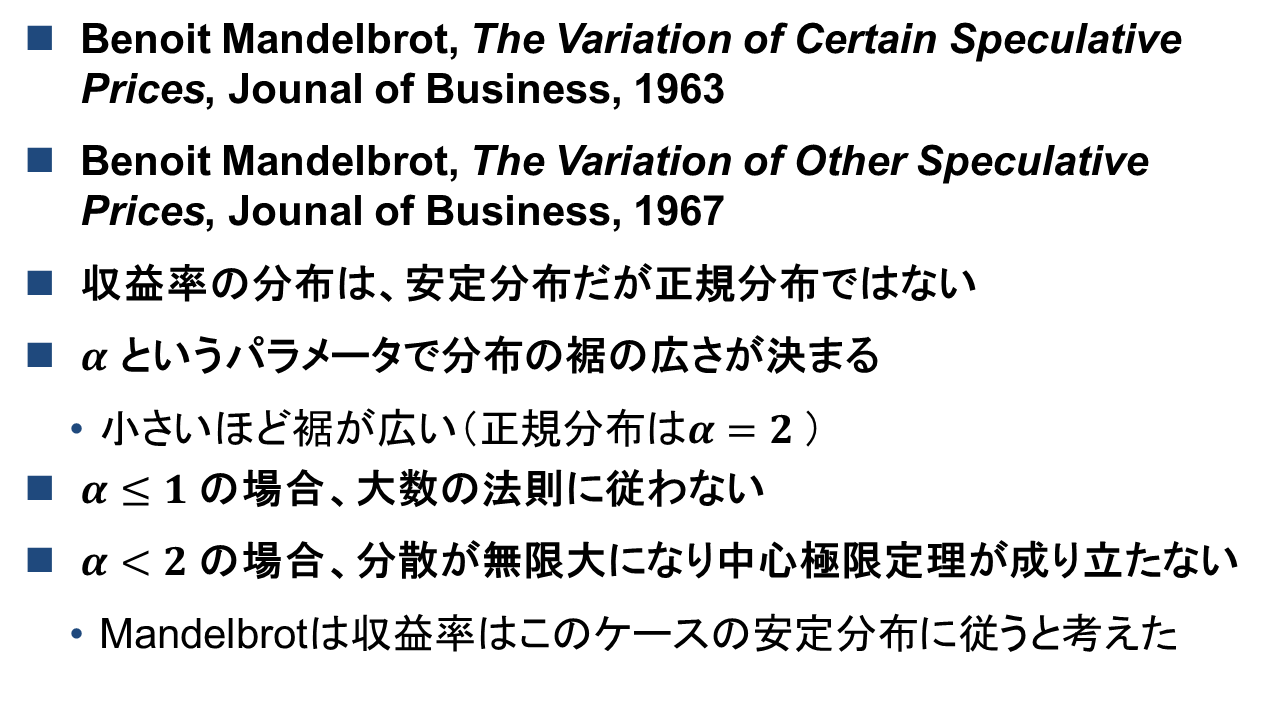 ■ Benoit Mandelbrot, The Variation of Certain Speculative
Prices, Jounal of Business, 1963
■ Benoit Mandelbrot, The Variation of Other Speculative
Prices, Jounal of Business, 1967
■ 収益率の分布は、安定分布だが正規分布ではない
■ 𝜶 というパラメータで分布の裾の広さが決まる
• 小さいほど裾が広い（正規分布は𝜶 = 𝟐 ）
■ 𝜶 ≤ 𝟏 の場合、大数の法則に従わない
■ 𝜶 < 𝟐 の場合、分散が無限大になり中心極限定理が成り立たない
• Mandelbrotは収益率はこのケースの安定分布に従うと考えた